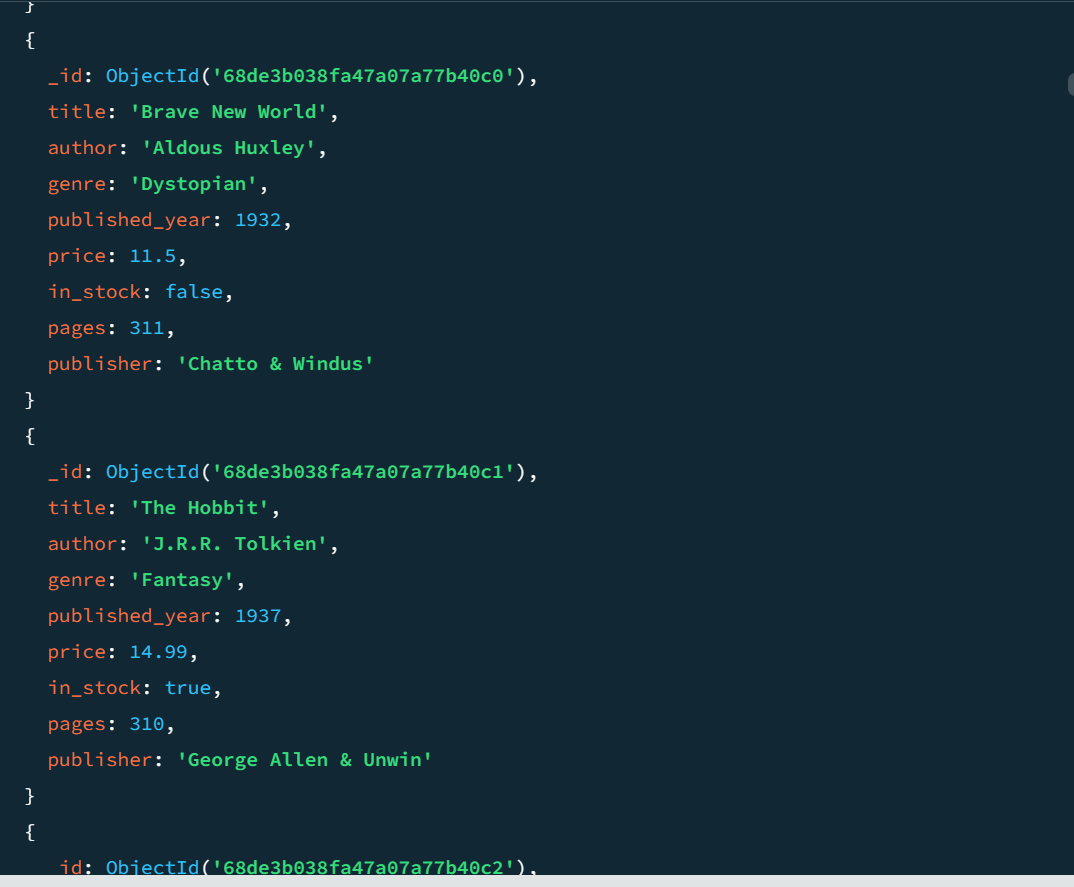 }
{
_id: ObjectId('68de3b038fa47a07a77b40c0'),
title: 'Brave New World',
author: 'Aldous Huxley',
genre: 'Dystopian',
published_year: 1932,
price: 11.5,
in_stock: false,
pages: 311,
publisher: 'Chatto & Windus'
}
{
_id: ObjectId('68de3b038fa47a07a77b40c1'),
title: 'The Hobbit',
author: 'J.R.R. Tolkien',
genre: 'Fantasy',
published_year: 1937,
price: 14.99,
in_stock: true,
pages: 310,
publisher: 'George Allen & Unwin'
}
{
_id: ObjectId('68de3b038fa47a07a77b40c2'),